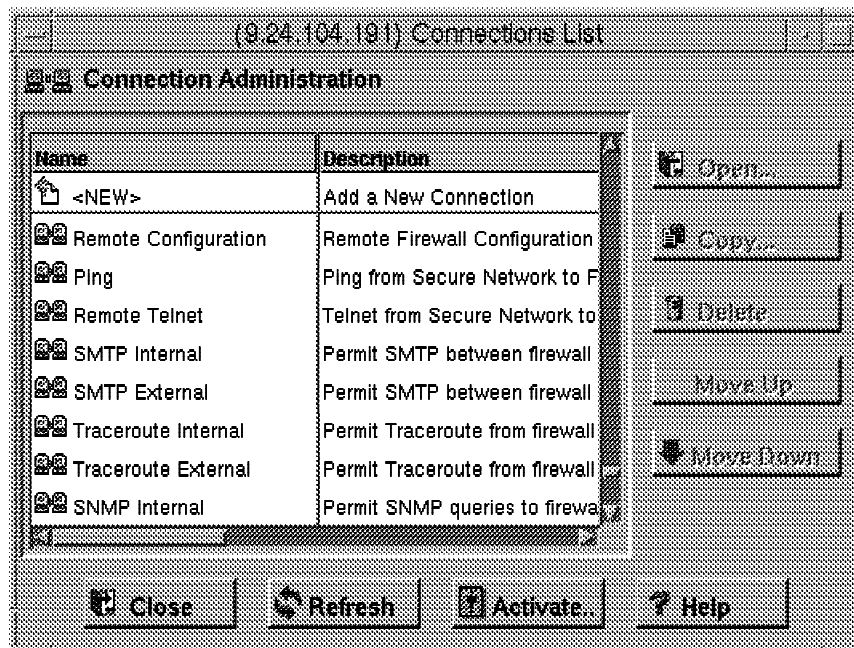 (9.24.104.191) Connections List
Connection Administration
Name Description
<NEW> Add a New Connection
Remote Configuration Remote Firewall Configuration
Ping Ping from Secure Network to F
Remote Telnet Telnet from Secure Network to
SMTP Internal Permit SMTP between firewall
SMTP External Permit SMTP between firewall
Traceroute Internal Permit Traceroute from firewall
Traceroute External Permit Traceroute from firewall
SNMP Internal Permit SNMP queries to firewa
Open...
Copy...
Delete
Move Up
Move Down
Close Refresh Activate.. Help